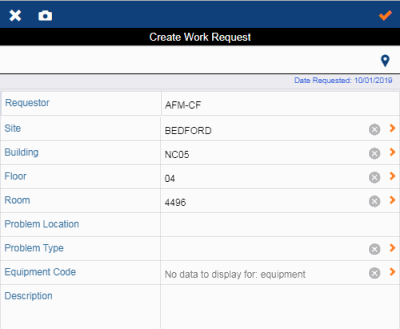 Create Work Request
Date Requested: 10/01/2019
Requestor AFM-CF
Site BEDFORD
Building NC05
Floor 04
Room 4496
Problem Location
Problem Type
Equipment Code No data to display for: equipment
Description